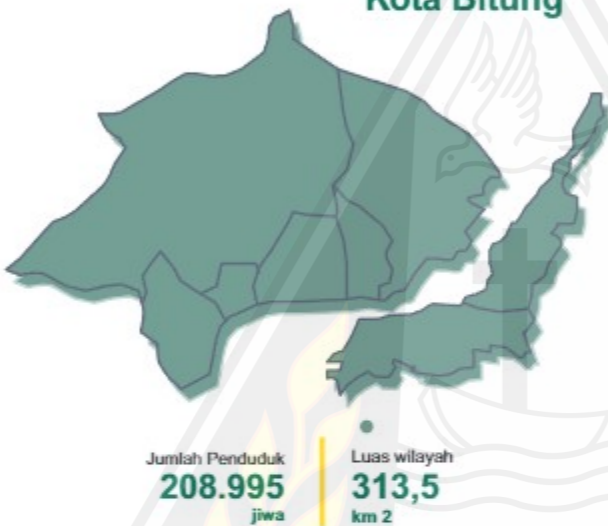 Kota Bitung
Jumlah Penduduk
208.995
jiwa
Luas wilayah
313,5
km 2